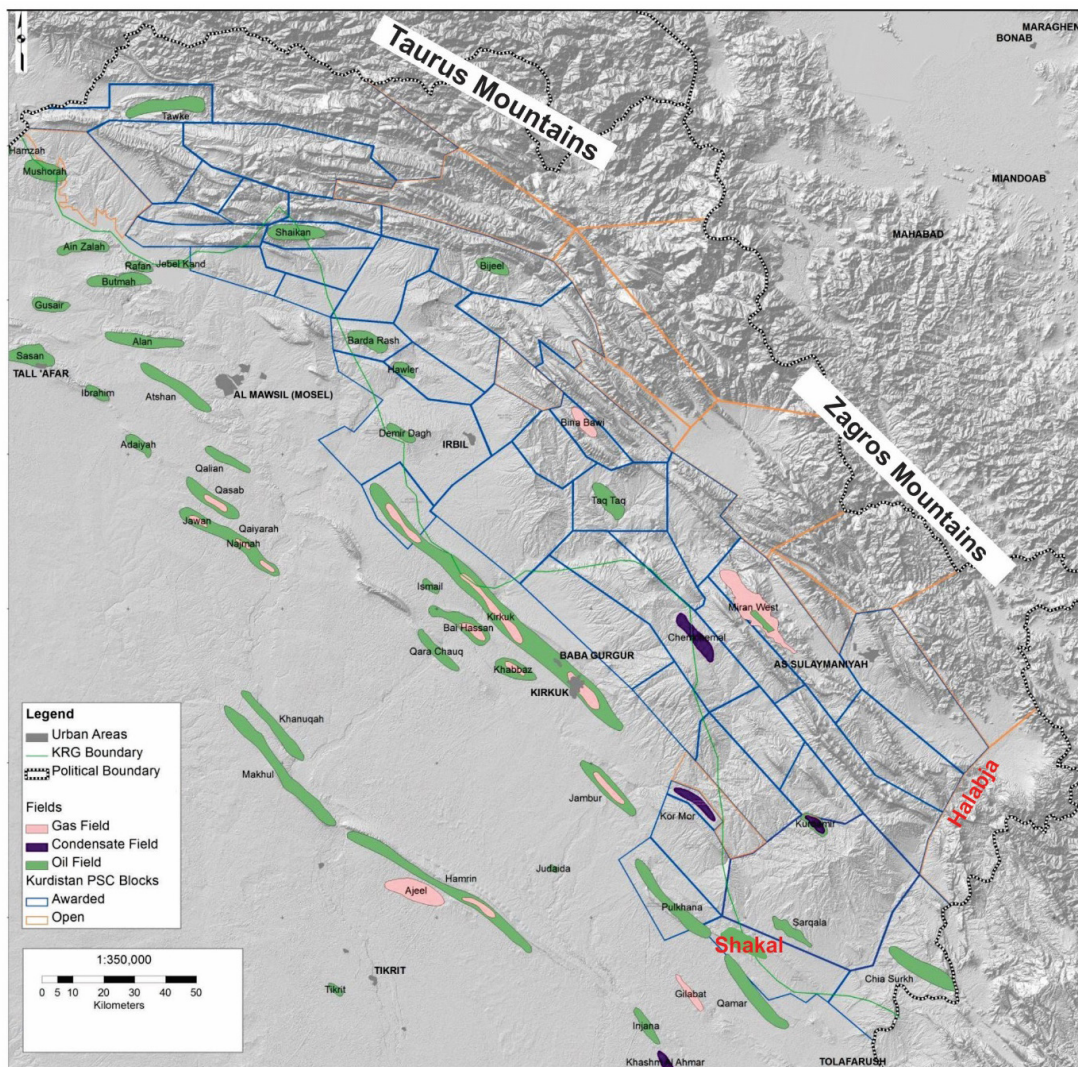 MARAGHEN
BONAB
Taurus Mountains
Tawke
Hamzah
Mushorah
MIANDOAB
MAHABAD
Shaikan
Ain Zalah
Rafan
Jebel Kand
Bijeel
Butmah
Gusair
Alan
Barda Rash
Sasan
Hawler
TALL 'AFAR
Ibrahim
Atshan
AL MAWSIL (MOSEL)
Zagros Mountains
Bina Bawi
Demir Dagh
IRBIL
Adaiyah
Qalian
Qasab
Taq Taq
Jawan
Qaiyarah
Najmah
Ismail
Kirkuk
Miran West
Bai Hassan
Chemchemal
Qara Chauq
BABA GURGUR
AS SULAYMANIYAH
Khabbaz
KIRKUK
Legend
Urban Areas
KRG Boundary
Political Boundary
Fields
Gas Field
Condensate Field
Oil Field
Kurdistan PSC Blocks
Awarded
Open
Khanuqah
Makhul
Jambur
Halabja
Kor Mor
Kurdamir
Judaida
Hamrin
Ajeel
Pulkhana
Sarqala
Shakal
1:350,000
0 5 10 20 30 40 50
Kilometers
TIKRIT
Tikrit
Chia Surkh
Gilabat
Qamar
Injana
Khashm Al Ahmar
TOLAFARUSH